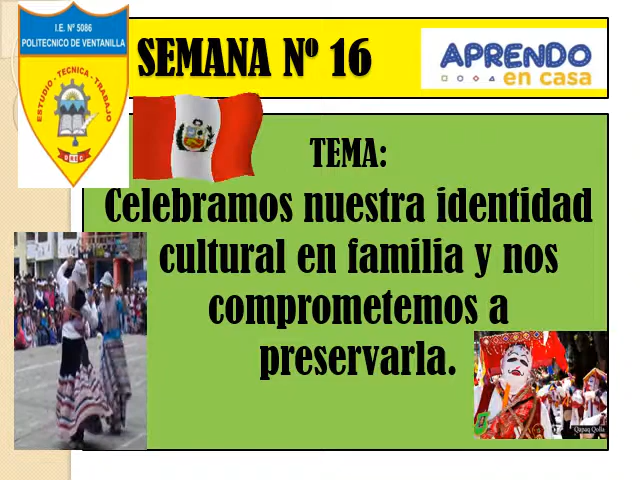 I.E. Nº 5086
POLITECNICO DE VENTANILLA
ESTUDIO - TECNICA - TRABAJO
SEMANA Nº 16
APRENDO
en casa
TEMA:
Celebramos nuestra identidad
cultural en familia y nos
comprometemos a
preservarla.
Qapaq Qolla